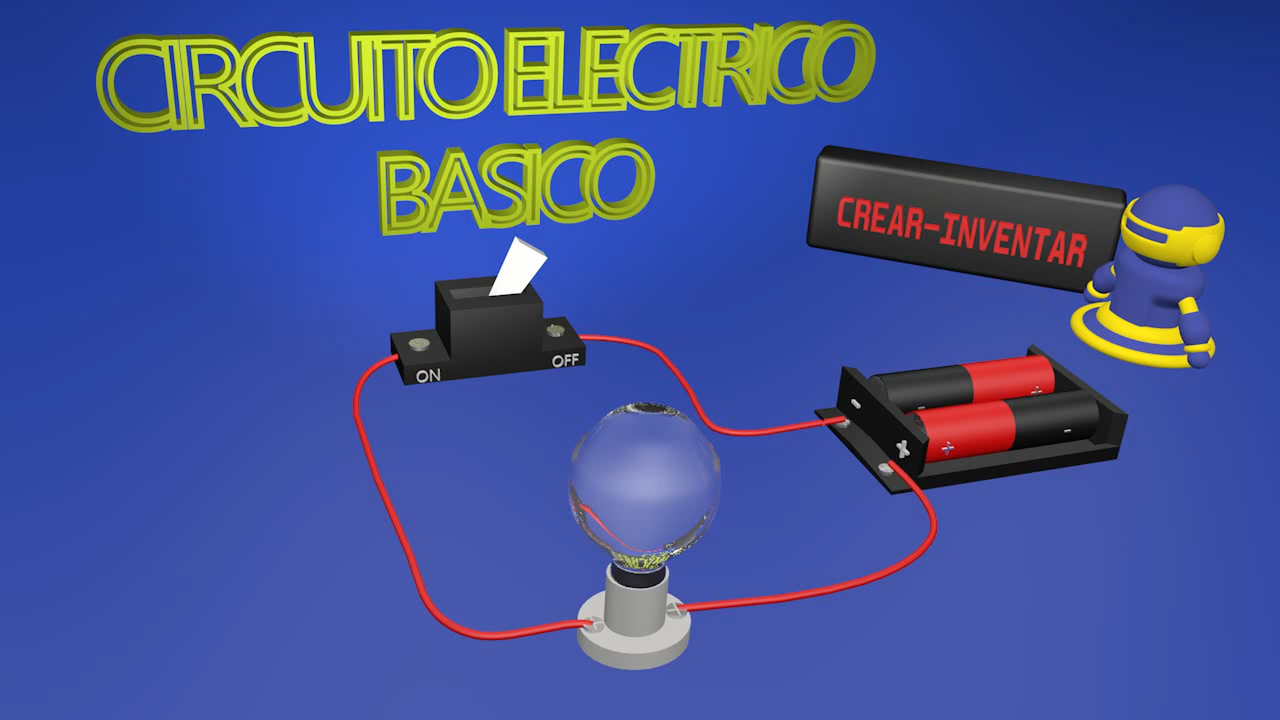 CIRCUITO ELECTRICO
BASICO
CREAR-INVENTAR
ON
OFF
-
+
+
-
+
-